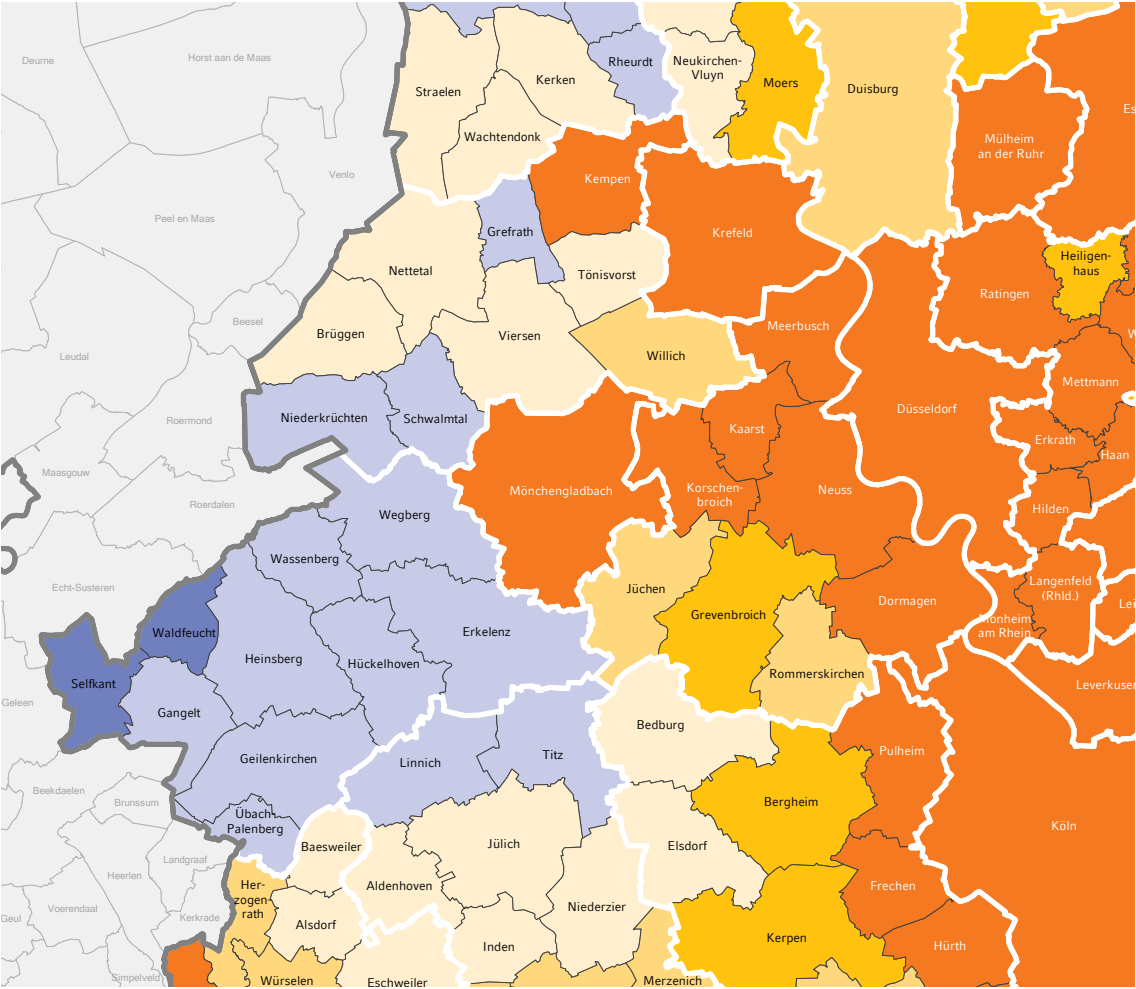 Deurne
Horst aan de Maas
Straelen
Kerken
Rheurdt
Neukirchen-
Vluyn
Moers
Duisburg
Wachtendonk
Mülheim
an der Ruhr
Venlo
Kempen
Peel en Maas
Grefrath
Krefeld
Nettetal
Tönisvorst
Heiligen-
haus
Ratingen
Beesel
Brüggen
Viersen
Meerbusch
Leudal
Willich
Mettmann
Niederkrüchten
Schwalmtal
Düsseldorf
Roermond
Kaarst
Erkrath
Haan
Maasgouw
Mönchengladbach
Korschen-
broich
Neuss
Roerdalen
Wegberg
Hilden
Wassenberg
Echt-Susteren
Jüchen
Langenfeld
(Rhld.)
Dormagen
Grevenbroich
Monheim
am Rhein
Waldfeucht
Erkelenz
Heinsberg
Hückelhoven
Rommerskirchen
Selfkant
Leverkusen
Geleen
Gangelt
Bedburg
Pulheim
Geilenkirchen
Linnich
Titz
Beekdaelen
Brunssum
Bergheim
Übach-
Palenberg
Köln
Baesweiler
Jülich
Elsdorf
Landgraaf
Heerlen
Her-
zogen-
rath
Aldenhoven
Frechen
Voerendaal
Niederzier
Kerkrade
Alsdorf
Kerpen
Inden
Hürth
Simpelveld
Würselen
Eschweiler
Merzenich